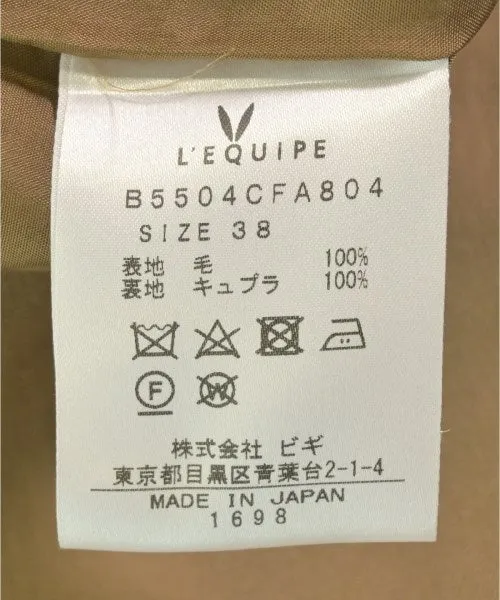 L'EQUIPE
B5504CFA804
SIZE 38
表地 毛 100%
裏地 キュプラ 100%
F
W
株式会社 ビギ
東京都目黒区青葉台2-1-4
MADE IN JAPAN
1698